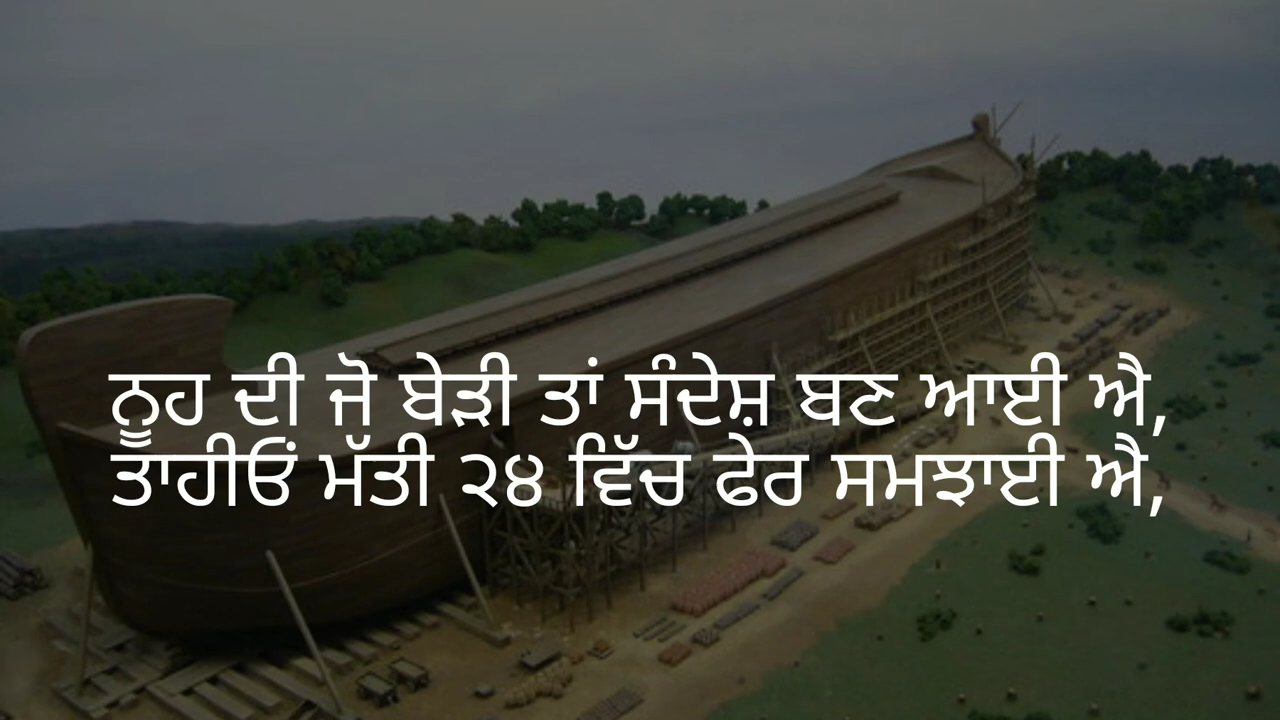 ਨੂਹ ਦੀ ਜੋ ਬੇੜੀ ਤਾਂ ਸੰਦੇਸ਼ ਬਣ ਆਈ ਐ,
ਤਾਹੀਓਂ ਮੱਤੀ ੨੪ ਵਿੱਚ ਫੇਰ ਸਮਝਾਈ ਐ,